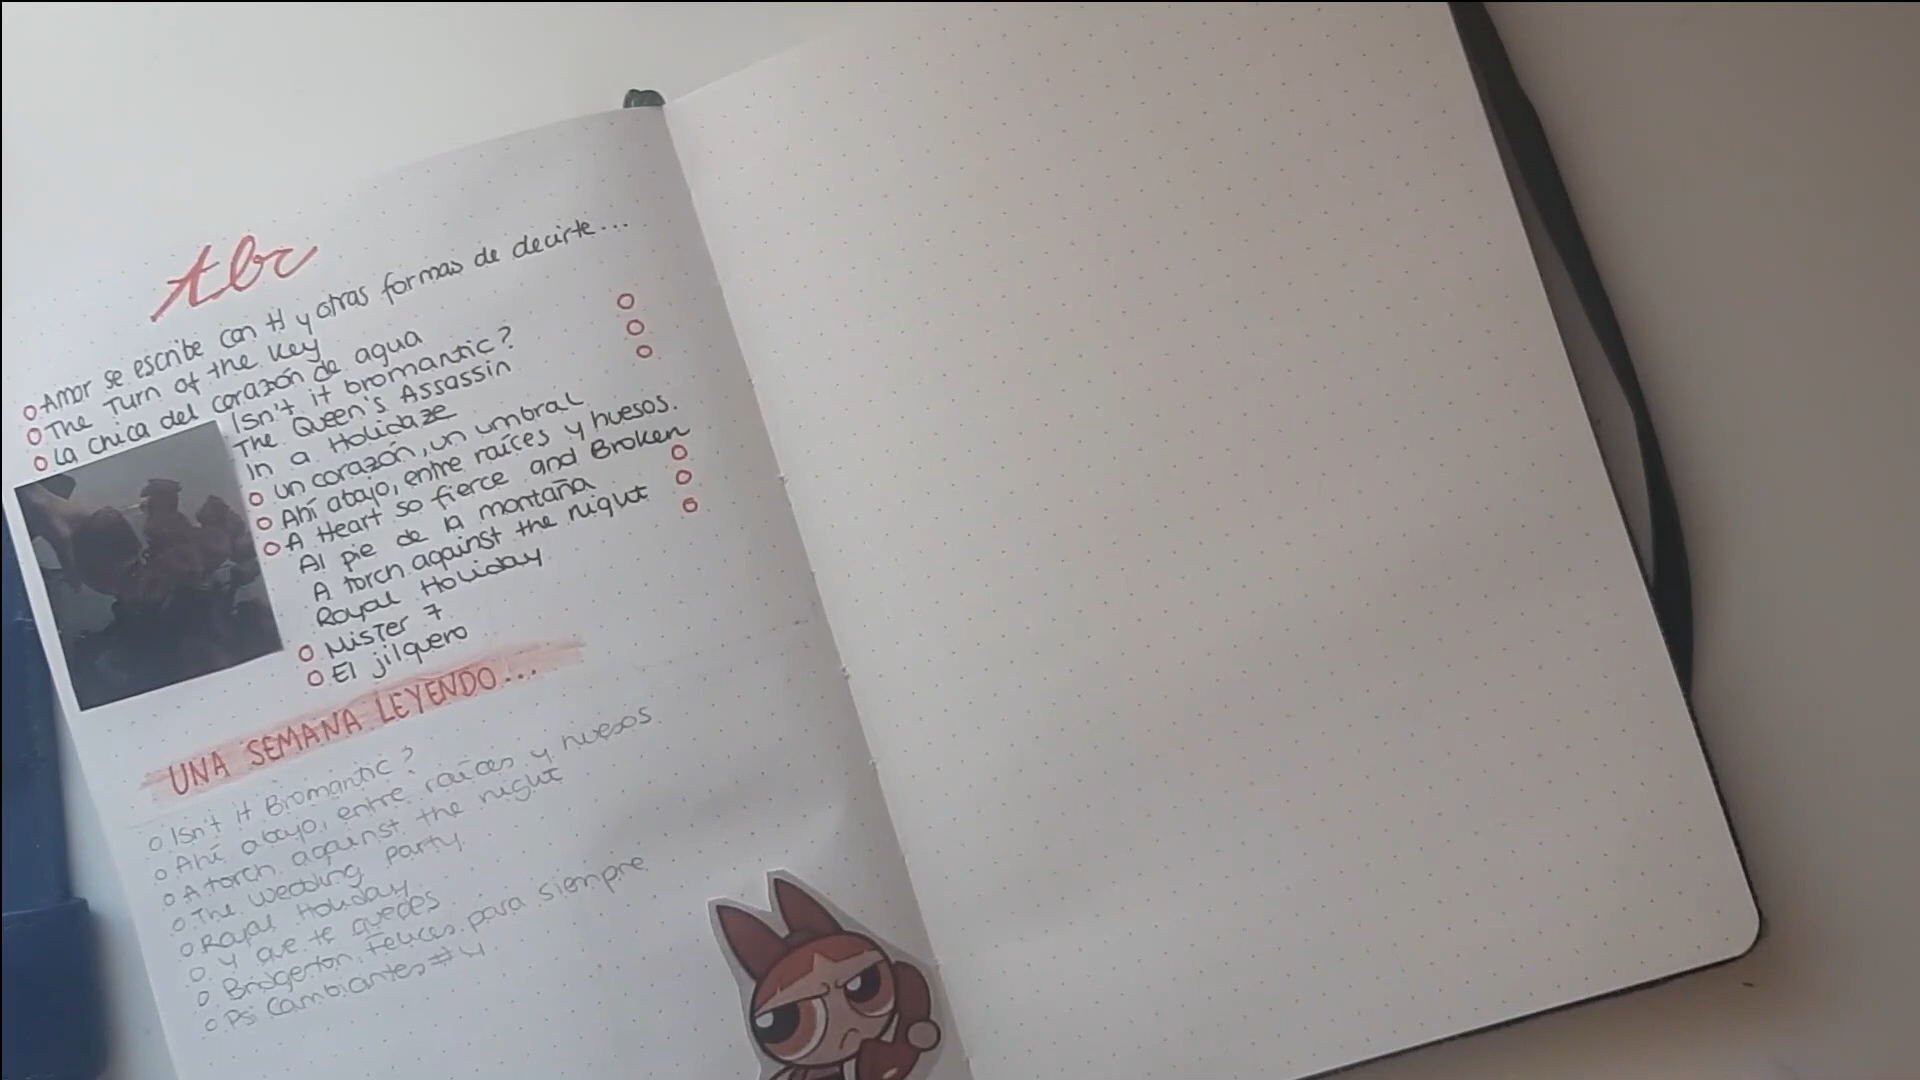 Abc
Amor se escribe con H y otras formas de decirte...
The Turn of the Key
La chica del corazón de agua
Isn't it bromantic?
The Queen's Assassin
In a Holidaze
un corazón, un umbral
Ahí abajo, entre raíces y huesos.
A Heart so fierce and Broken
Al pie de la montaña
A torch against the night
Royal Holiday
Mister 7
El jilguero
UNA SEMANA LEYENDO...
Isn't it Bromantic?
Ahí abajo, entre raíces y huesos
A torch against the night
The wedding party
Royal Holiday
Y que te quedes
Bridgerton, Felices para siempre
Psi Cambiantes #4